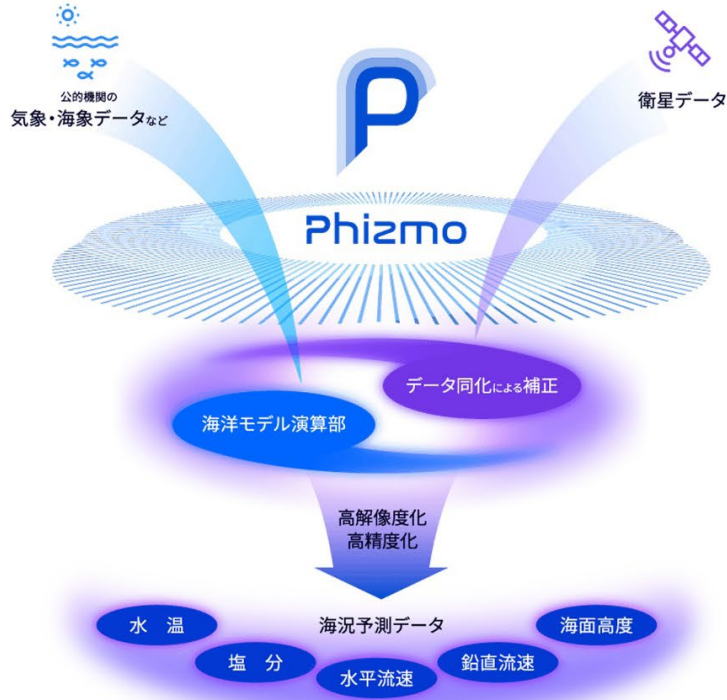 公的機関の
気象・海象データなど
衛星データ
Phizmo
データ同化による補正
海洋モデル演算部
高解像度化
高精度化
海況予測データ
水 温
塩 分
水平流速
鉛直流速
海面高度